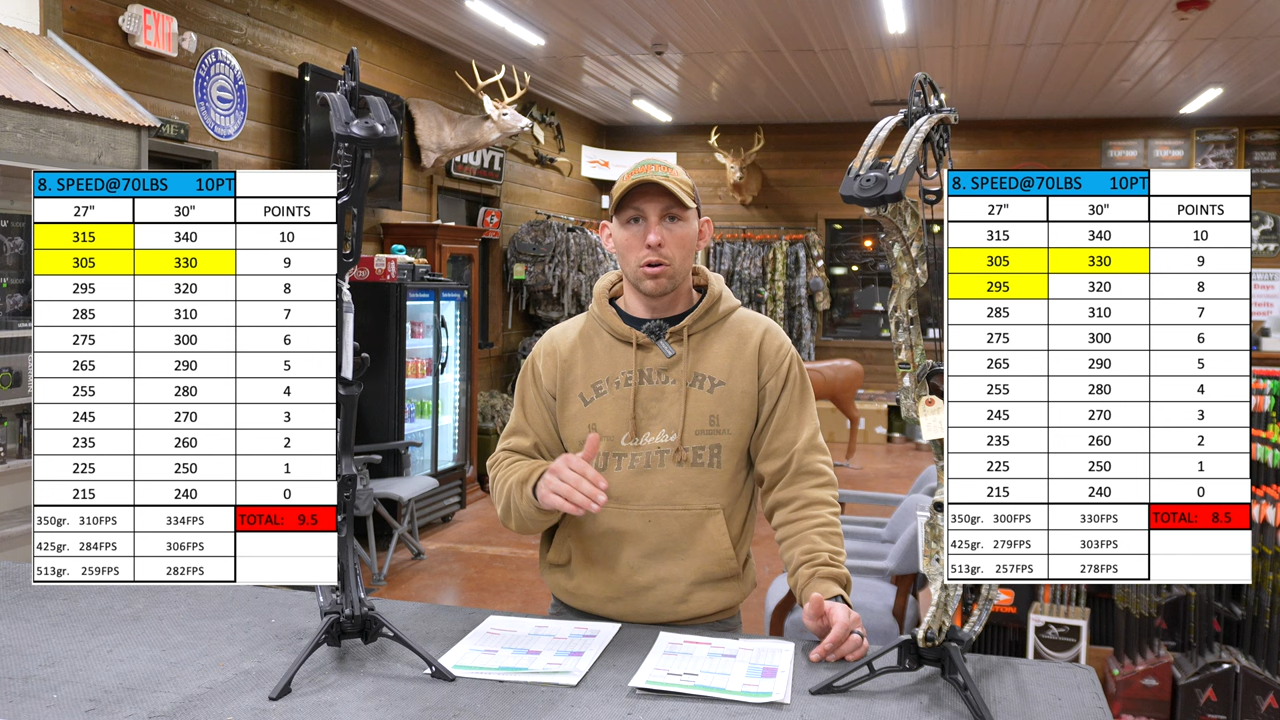 EXIT
HOYT
8. SPEED@70LBS 10PT
27" 30" POINTS
315 340 10
305 330 9
295 320 8
285 310 7
275 300 6
265 290 5
255 280 4
245 270 3
235 260 2
225 250 1
215 240 0
350gr. 310FPS 334FPS TOTAL: 9.5
425gr. 284FPS 306FPS
513gr. 259FPS 282FPS
LEGENDARY
61
ORIGINAL
Cabela's
OUTFITTER
8. SPEED@70LBS 10PT
27" 30" POINTS
315 340 10
305 330 9
295 320 8
285 310 7
275 300 6
265 290 5
255 280 4
245 270 3
235 260 2
225 250 1
215 240 0
350gr. 300FPS 330FPS TOTAL: 8.5
425gr. 279FPS 303FPS
513gr. 257FPS 278FPS